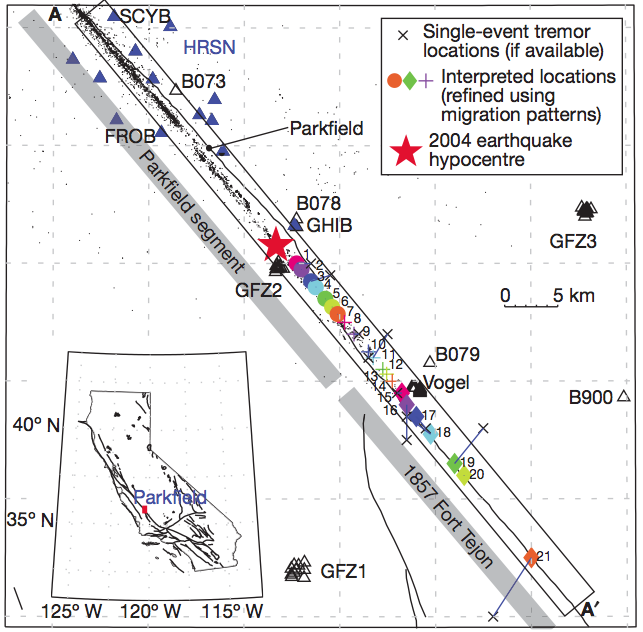 A
SCYB
HRSN
B073
FROB
Parkfield
Parkfield segment
× Single-event tremor
locations (if available)
+ Interpreted locations
(refined using
migration patterns)
2004 earthquake
hypocentre
B078
GHIB
GFZ3
GFZ2
1
2
3
4
5
6
7
8
9
10
11
12
13
14
15
16
17
18
19
20
21
0 5 km
B079
Vogel
B900
1857 Fort Tejon
GFZ1
A′
40° N
35° N
Parkfield
125° W 120° W 115° W